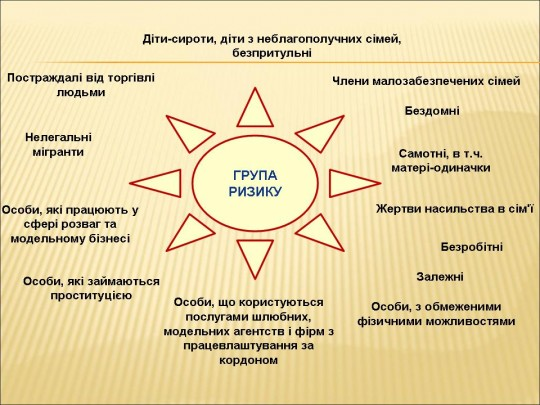 Діти-сироти, діти з неблагополучних сімей,
безпритульні
Постраждалі від торгівлі
людьми
Члени малозабезпечених сімей
Бездомні
Нелегальні
мігранти
Самотні, в т.ч.
матері-одиначки
ГРУПА
РИЗИКУ
Особи, які працюють у
сфері розваг та
модельному бізнесі
Жертви насильства в сім'ї
Безробітні
Особи, які займаються
проституцією
Залежні
Особи, що користуються
послугами шлюбних,
модельних агентств і фірм з
працевлаштування за
кордоном
Особи, з обмеженими
фізичними можливостями